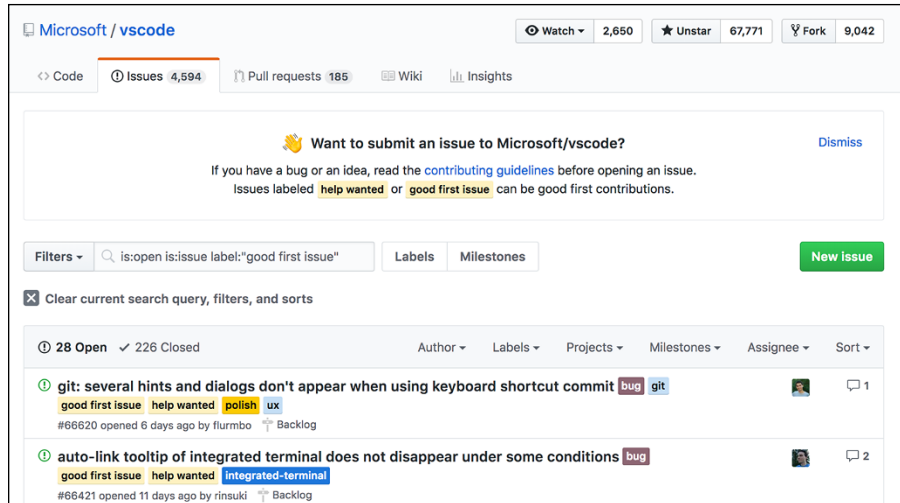 Microsoft / vscode Watch 2,650 Unstar 67,771 Fork 9,042
<> Code Issues 4,594 Pull requests 185 Wiki Insights
Want to submit an issue to Microsoft/vscode? Dismiss
If you have a bug or an idea, read the contributing guidelines before opening an issue.
Issues labeled help wanted or good first issue can be good first contributions.
Filters is:open is:issue label:"good first issue" Labels Milestones New issue
Clear current search query, filters, and sorts
28 Open 226 Closed Author Labels Projects Milestones Assignee Sort
git: several hints and dialogs don't appear when using keyboard shortcut commit bug git 1
good first issue help wanted polish ux
#66620 opened 6 days ago by flurmbo Backlog
auto-link tooltip of integrated terminal does not disappear under some conditions bug 2
good first issue help wanted integrated-terminal
#66421 opened 11 days ago by rinsuki Backlog